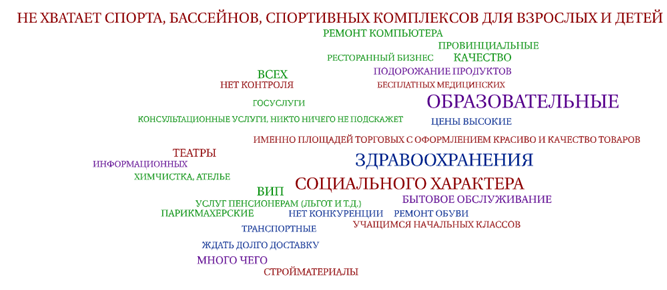 НЕ ХВАТАЕТ СПОРТА, БАССЕЙНОВ, СПОРТИВНЫХ КОМПЛЕКСОВ ДЛЯ ВЗРОСЛЫХ И ДЕТЕЙ
РЕМОНТ КОМПЬЮТЕРА
ПРОВИНЦИАЛЬНЫЕ
РЕСТОРАННЫЙ БИЗНЕС
КАЧЕСТВО
ВСЕХ
ПОДОРОЖАНИЕ ПРОДУКТОВ
НЕТ КОНТРОЛЯ
БЕСПЛАТНЫХ МЕДИЦИНСКИХ
ГОСУСЛУГИ
ОБРАЗОВАТЕЛЬНЫЕ
КОНСУЛЬТАЦИОННЫЕ УСЛУГИ, НИКТО НИЧЕГО НЕ ПОДСКАЖЕТ
ЦЕНЫ ВЫСОКИЕ
ИМЕННО ПЛОЩАДЕЙ ТОРГОВЫХ С ОФОРМЛЕНИЕМ КРАСИВО И КАЧЕСТВО ТОВАРОВ
ТЕАТРЫ
ИНФОРМАЦИОННЫХ
ЗДРАВООХРАНЕНИЯ
ХИМЧИСТКА, АТЕЛЬЕ
СОЦИАЛЬНОГО ХАРАКТЕРА
ВИП
БЫТОВОЕ ОБСЛУЖИВАНИЕ
УСЛУГ ПЕНСИОНЕРАМ (ЛЬГОТ И Т.Д.)
ПАРИКМАХЕРСКИЕ
НЕТ КОНКУРЕНЦИИ
РЕМОНТ ОБУВИ
ТРАНСПОРТНЫЕ
УЧАЩИМСЯ НАЧАЛЬНЫХ КЛАССОВ
ЖДАТЬ ДОЛГО ДОСТАВКУ
МНОГО ЧЕГО
СТРОЙМАТЕРИАЛЫ